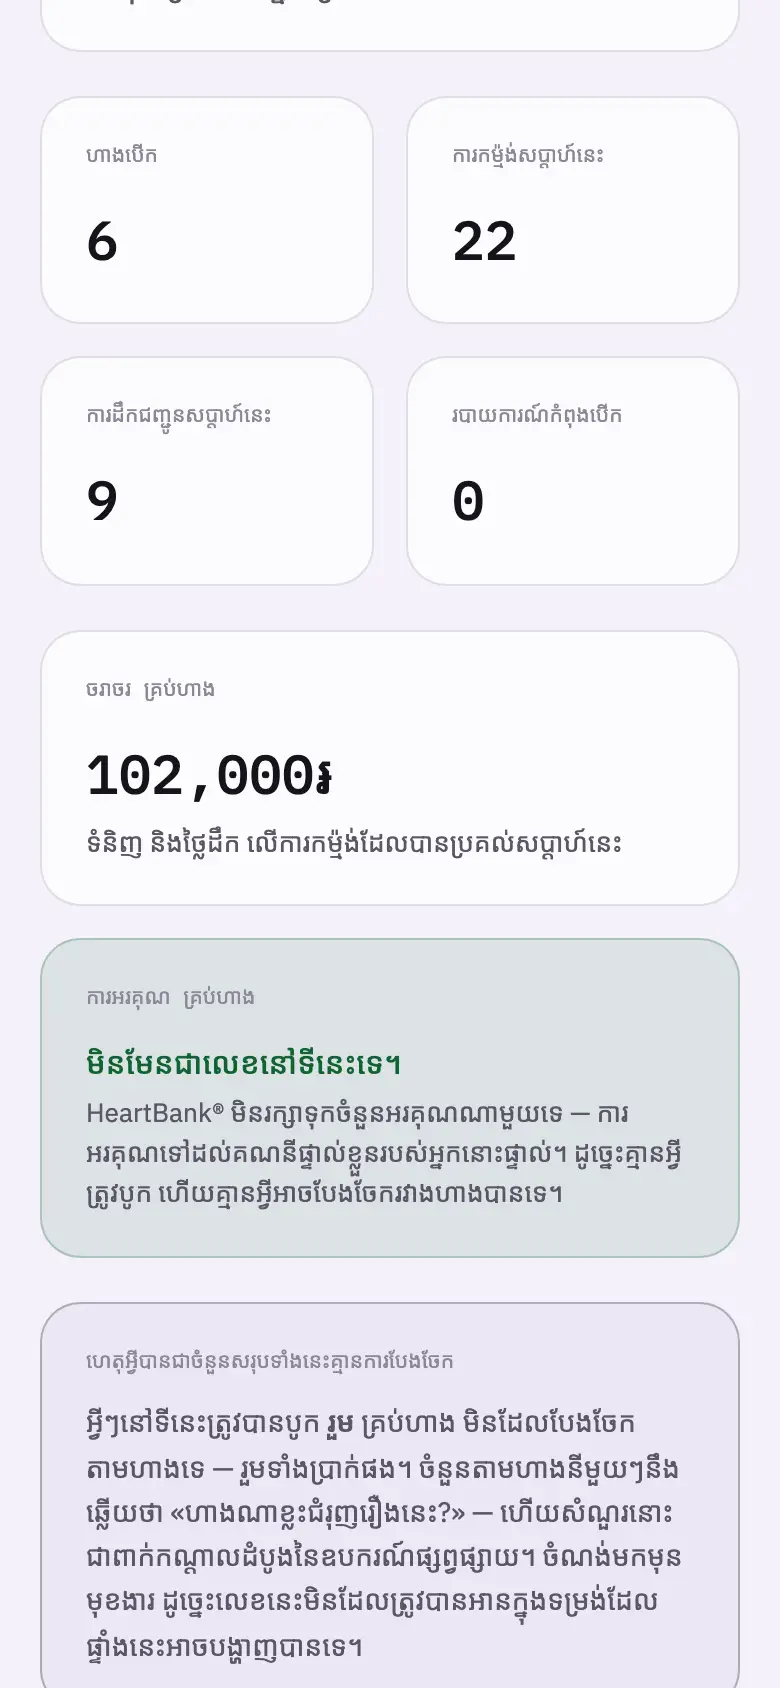 ហាងបើក
ការកម្ម៉ង់សប្ដាហ៍នេះ
6
22
ការដឹកជញ្ជូនសប្ដាហ៍នេះ
របាយការណ៍កំពុងបើក
9
0
ចរាចរ គ្រប់ហាង
102,000៛
ទំនិញ និងថ្លៃដឹក លើការកម្ម៉ង់ដែលបានប្រគល់សប្ដាហ៍នេះ
ការអរគុណ គ្រប់ហាង
មិនមែនជាលេខនៅទីនេះទេ។
HeartBank® មិនរក្សាទុកចំនួនអរគុណណាមួយទេ — ការ
អរគុណទៅដល់គណនីផ្ទាល់ខ្លួនរបស់អ្នកនោះផ្ទាល់។ ដូច្នេះគ្មានអ្វី
ត្រូវបូក ហើយគ្មានអ្វីអាចបែងចែករវាងហាងបានទេ។
ហេតុអ្វីបានជាចំនួនសរុបទាំងនេះគ្មានការបែងចែក
អ្វីៗនៅទីនេះត្រូវបានបូក រួម គ្រប់ហាង មិនដែលបែងចែក
តាមហាងទេ — រួមទាំងប្រាក់ផង។ ចំនួនតាមហាងនីមួយៗនឹង
ឆ្លើយថា «ហាងណាខ្លះជំរុញរឿងនេះ?» — ហើយសំណួរនោះ
ជាពាក់កណ្ដាលដំបូងនៃឧបករណ៍ផ្សព្វផ្សាយ។ ចំណង់មកមុន
មុខងារ ដូច្នេះលេខនេះមិនដែលត្រូវបានអានក្នុងទម្រង់ដែល
ផ្ទាំងនេះអាចបង្ហាញបានទេ។